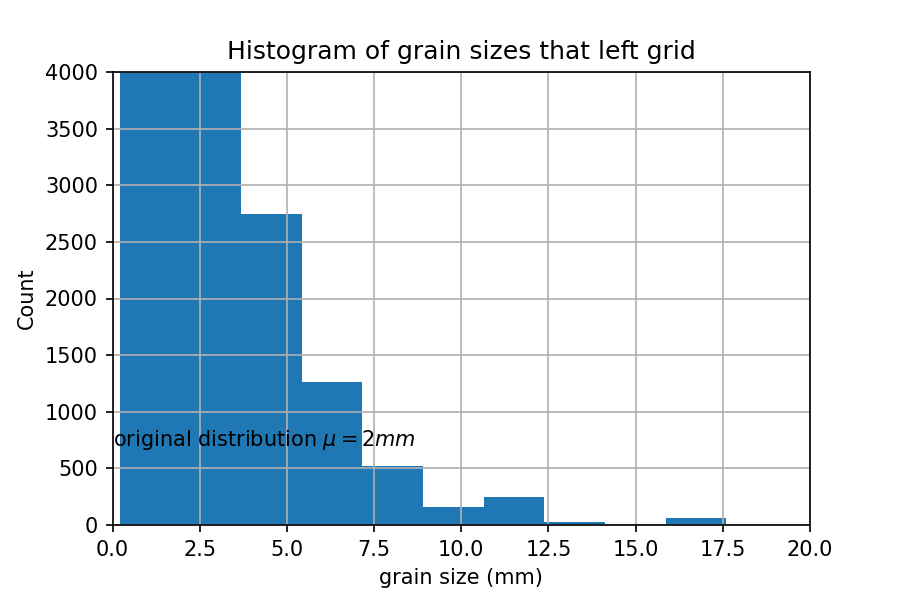 Histogram of grain sizes that left grid
4000
3500
3000
2500
2000
1500
1000
500
0
Count
original distribution μ = 2mm
0.0 2.5 5.0 7.5 10.0 12.5 15.0 17.5 20.0
grain size (mm)